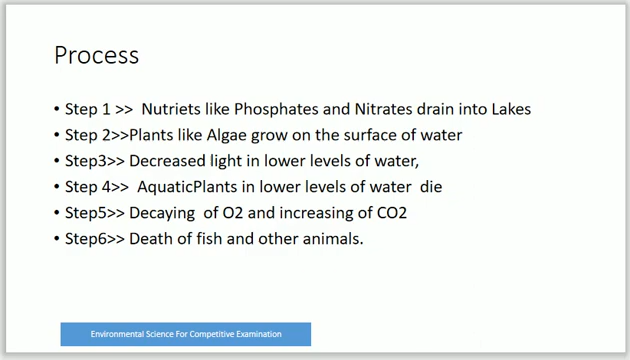 Process
• Step 1 >> Nutriets like Phosphates and Nitrates drain into Lakes
• Step 2>>Plants like Algae grow on the surface of water
• Step3>> Decreased light in lower levels of water,
• Step 4>> AquaticPlants in lower levels of water die
• Step5>> Decaying of O2 and increasing of CO2
• Step6>> Death of fish and other animals.
Environmental Science For Competitive Examination